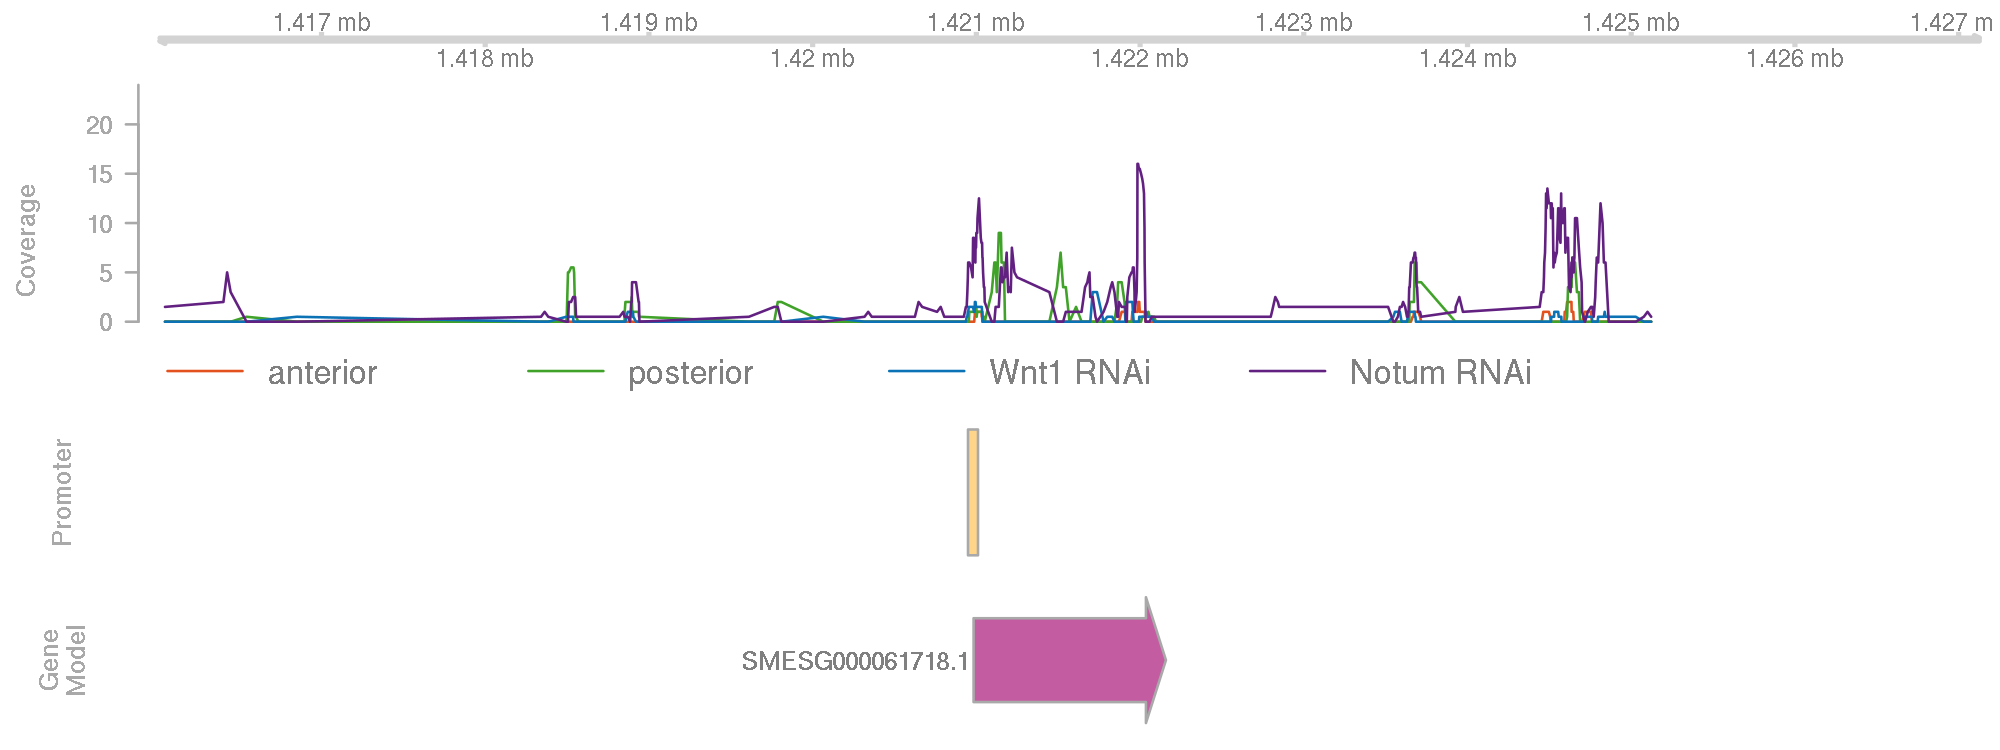 1.417 mb 1.419 mb 1.421 mb 1.423 mb 1.425 mb 1.427 m
1.418 mb 1.42 mb 1.422 mb 1.424 mb 1.426 mb
Coverage
20
15
10
5
0
anterior posterior Wnt1 RNAi Notum RNAi
Promoter
Gene
Model
SMESG000061718.1